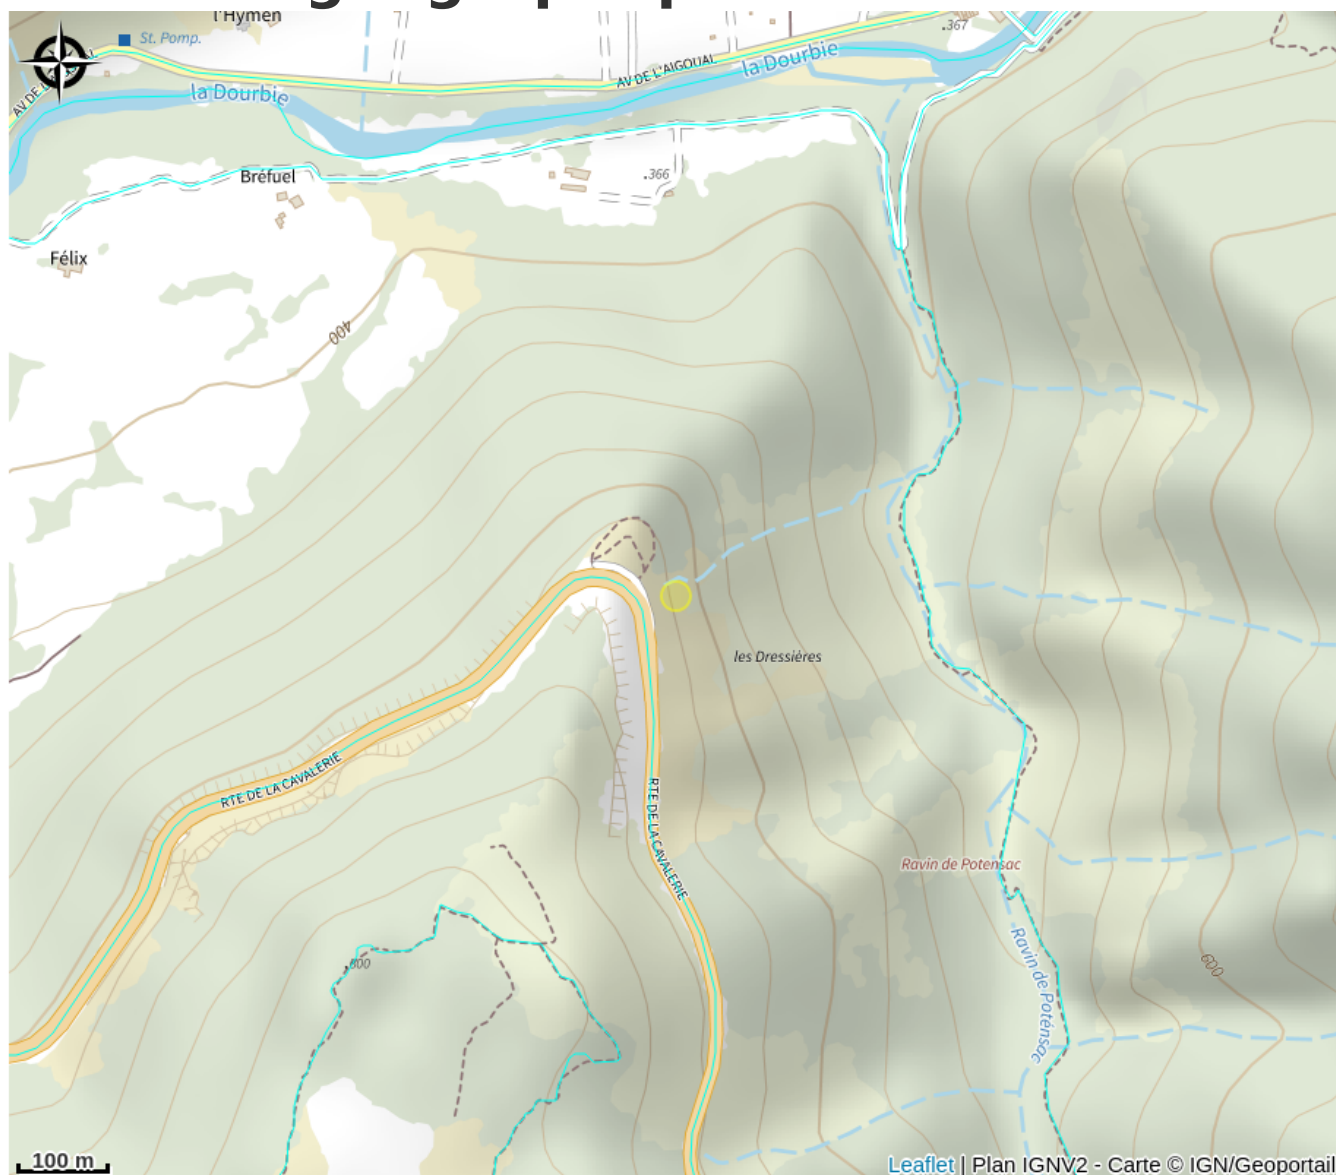 l'Hymen
St. Pomp.
.367
AV DE L'AIGOUAL
la Dourbie
la Dourbie
Bréfuel
.366
Félix
400
les Dressières
RTE DE LA CAVALERIE
RTE DE LA CAVALERIE
Ravin de Potensac
Ravin de Poténsac
600
600
100 m
Leaflet | Plan IGNV2 - Carte © IGN/Geoportail